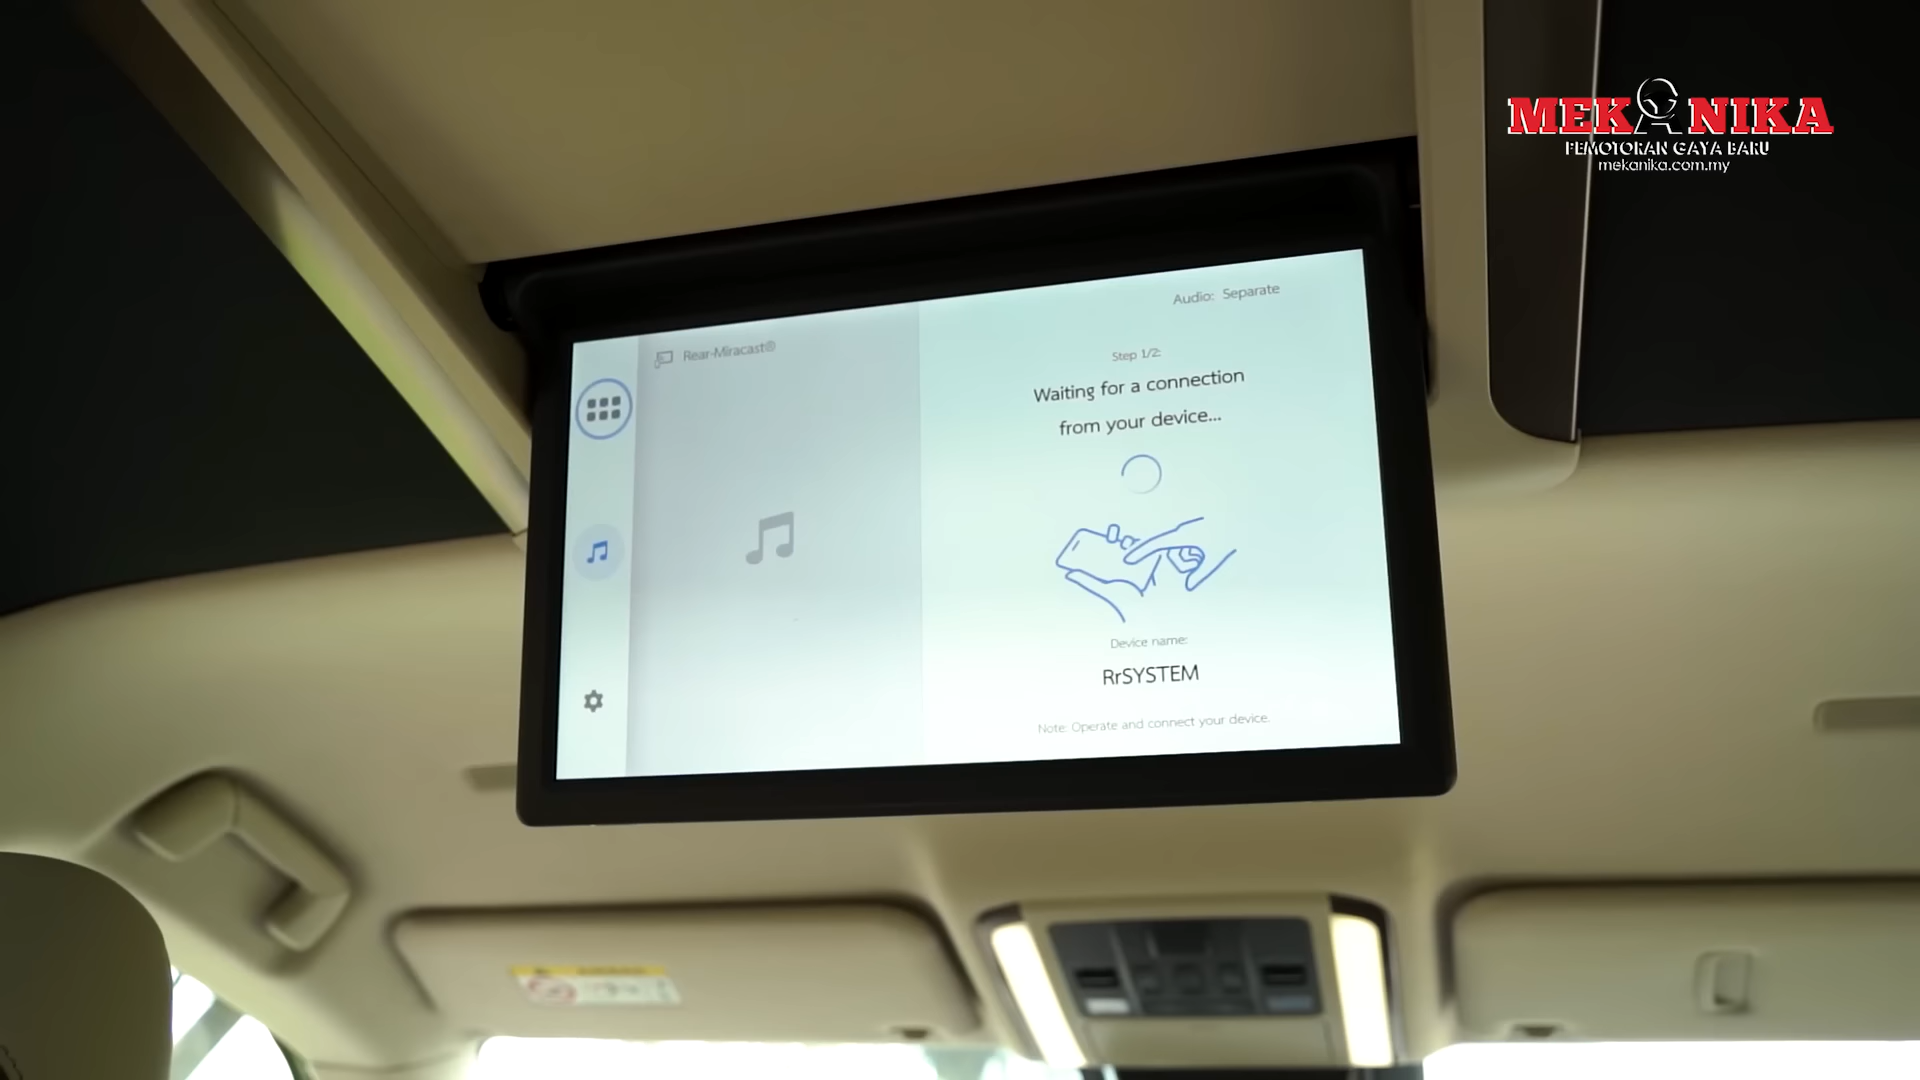 MEKANIKA
PEMOTORAN GAYA BARU
mekanika.com.my
Audio: Separate
Rear-Miracast®
Step 1/2:
Waiting for a connection
from your device...
Device name:
RrSYSTEM
Note: Operate and connect your device.